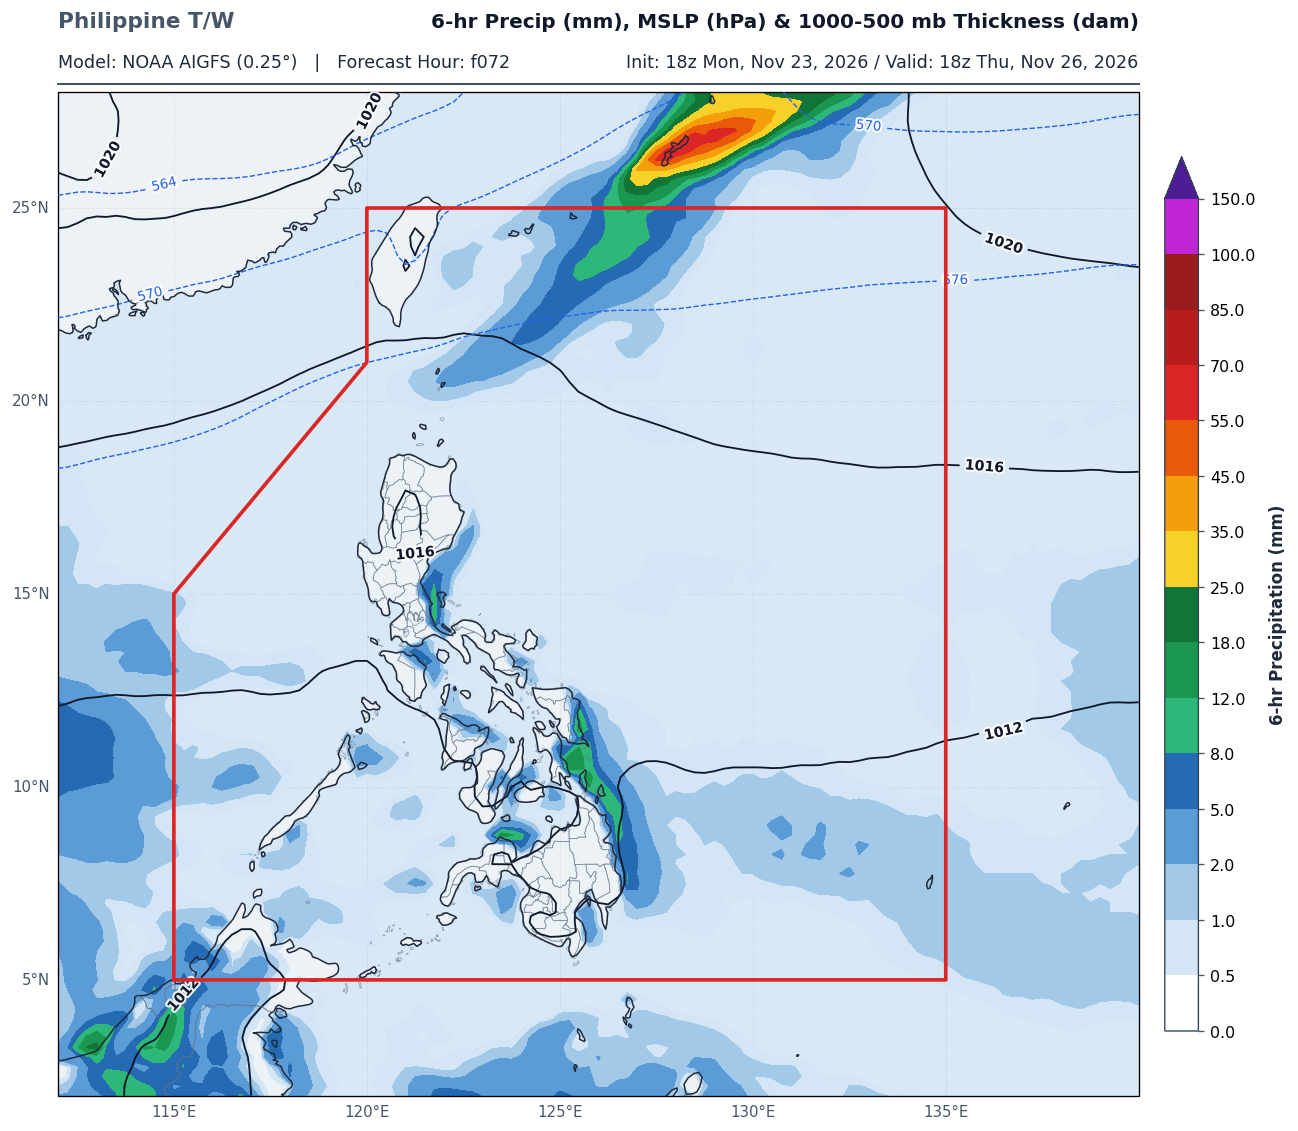 Philippine T/W
6-hr Precip (mm), MSLP (hPa) & 1000-500 mb Thickness (dam)
Model: NOAA AIGFS (0.25°) | Forecast Hour: f072
Init: 18z Mon, Nov 23, 2026 / Valid: 18z Thu, Nov 26, 2026
1020
1020
570
564
25°N
1020
576
570
20°N
1016
1016
15°N
1012
10°N
5°N
1012
115°E
120°E
125°E
130°E
135°E
150.0
100.0
85.0
70.0
55.0
45.0
35.0
25.0
18.0
12.0
8.0
5.0
2.0
1.0
0.5
0.0
6-hr Precipitation (mm)